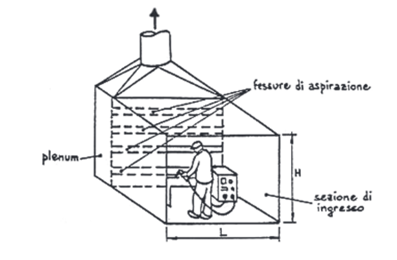 fessure di aspirazione
plenum
H
sezione di
ingresso
L